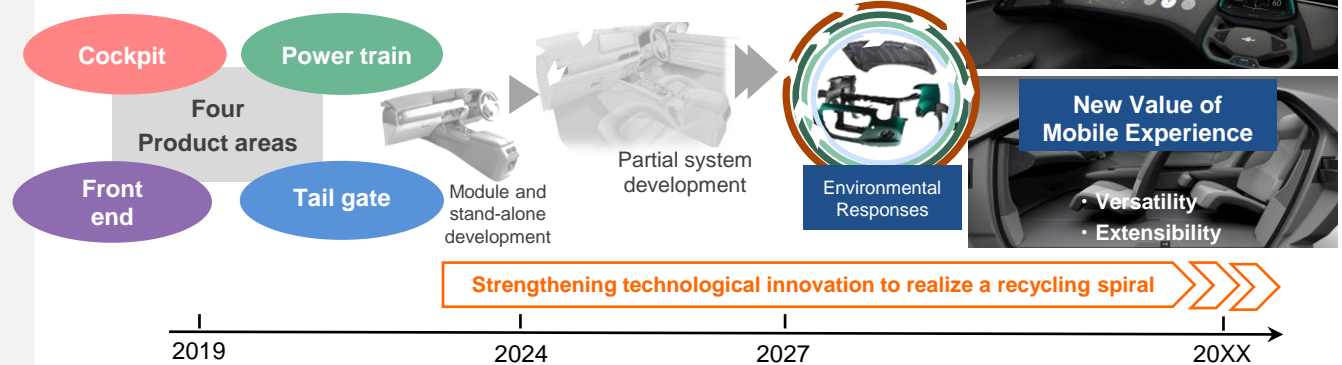 Cockpit
Power train
Four
Product areas
Front
end
Tail gate
Module and
stand-alone
development
Partial system
development
Environmental
Responses
60
New Value of
Mobile Experience
・Versatility
・Extensibility
Strengthening technological innovation to realize a recycling spiral
2019
2024
2027
20XX